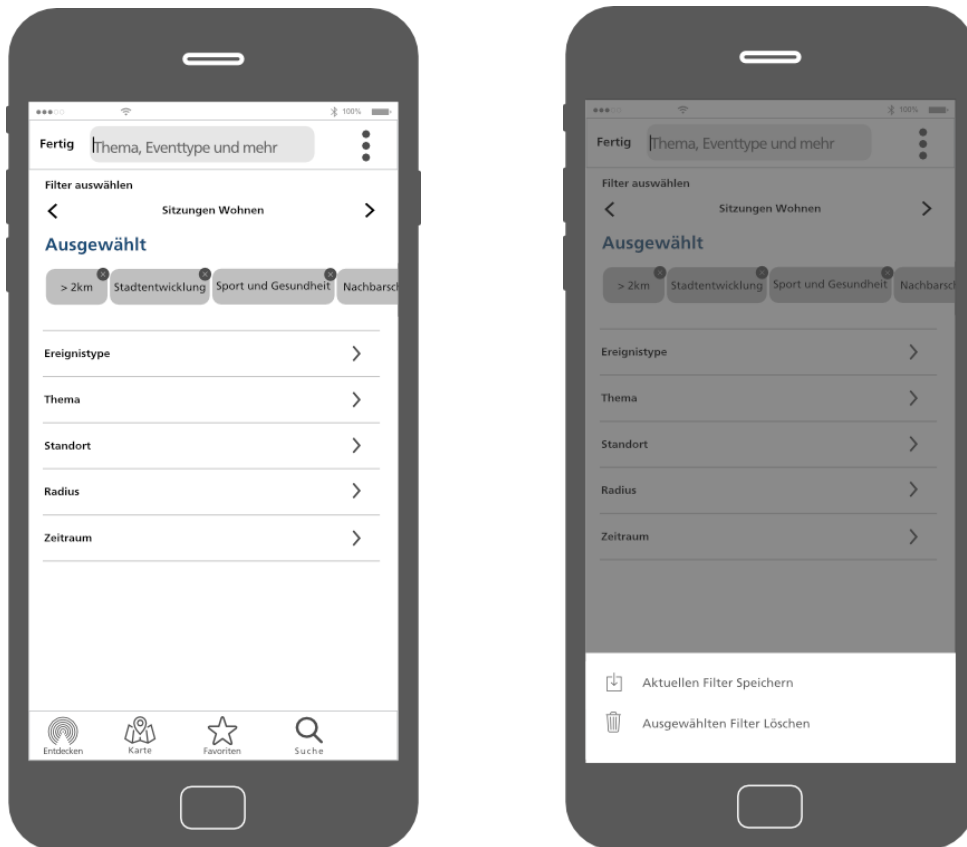 100%
Fertig
Thema, Eventtype und mehr
Filter auswählen
Sitzungen Wohnen
Ausgewählt
> 2km Stadtentwicklung Sport und Gesundheit Nachbarsch
Ereignistype
Thema
Standort
Radius
Zeitraum
Entdecken Karte Favoriten Suche
100%
Fertig
Thema, Eventtype und mehr
Filter auswählen
Sitzungen Wohnen
Ausgewählt
> 2km Stadtentwicklung Sport und Gesundheit Nachbarsch
Ereignistype
Thema
Standort
Radius
Zeitraum
Aktuellen Filter Speichern
Ausgewählten Filter Löschen